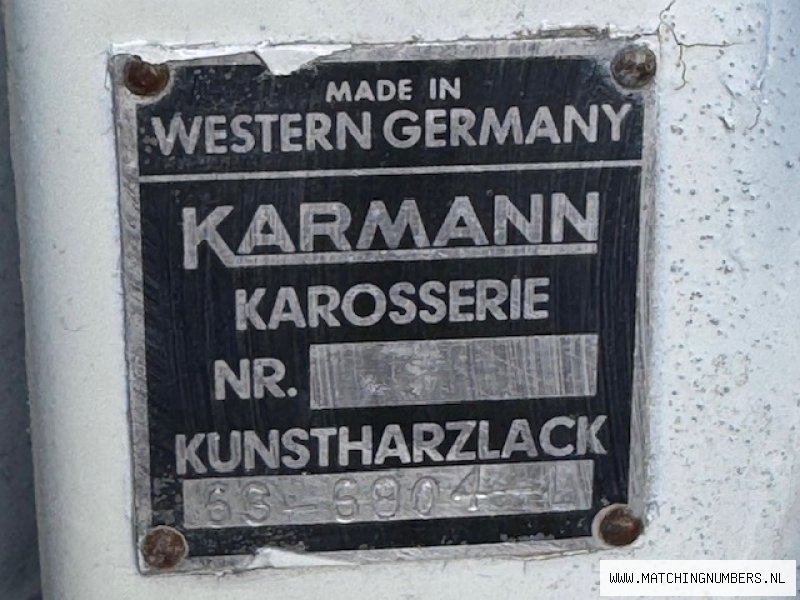 MADE IN
WESTERN GERMANY
KARMANN
KAROSSERIE
NR.
KUNSTHARZLACK
WWW.MATCHINGNUMBERS.NL